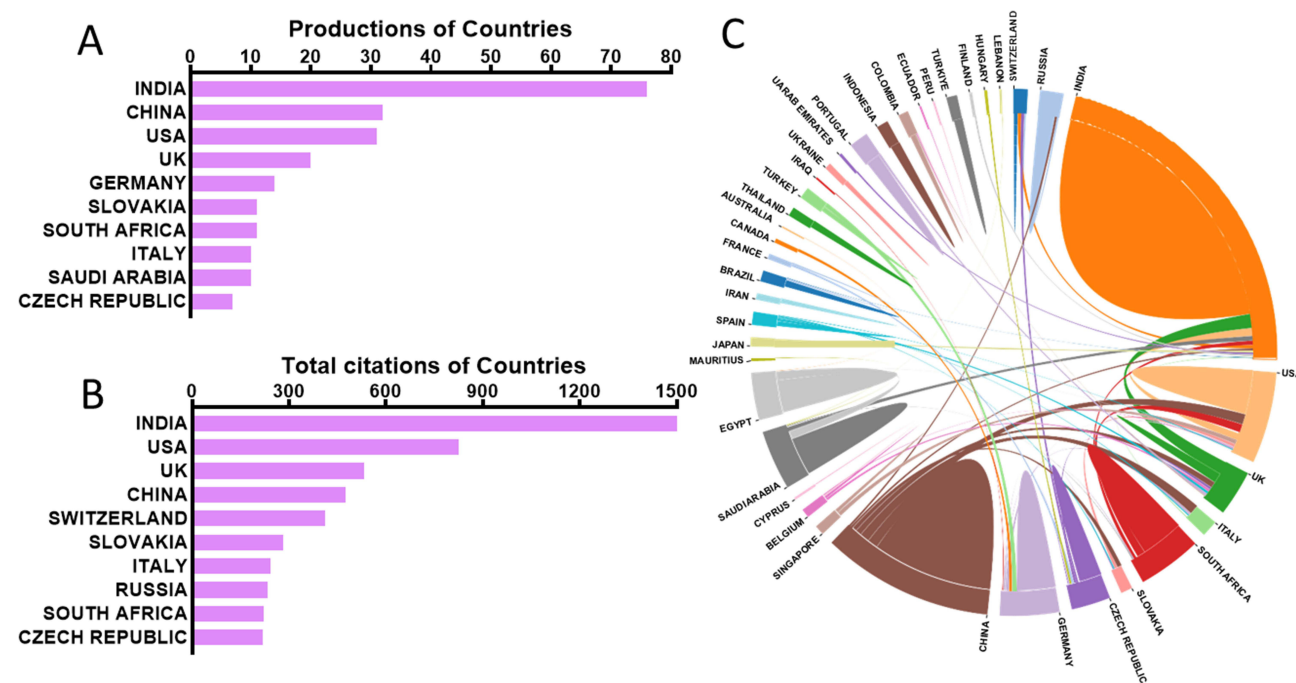 A
Productions of Countries
0 10 20 30 40 50 60 70 80
INDIA
CHINA
USA
UK
GERMANY
SLOVAKIA
SOUTH AFRICA
ITALY
SAUDI ARABIA
CZECH REPUBLIC
B
Total citations of Countries
0 300 600 900 1200 1500
INDIA
USA
UK
CHINA
SWITZERLAND
SLOVAKIA
ITALY
RUSSIA
SOUTH AFRICA
CZECH REPUBLIC
C
INDIA
USA
UK
ITALY
SOUTH AFRICA
SLOVAKIA
CZECH REPUBLIC
GERMANY
CHINA
SINGAPORE
BELGIUM
CYPRUS
SAUDI ARABIA
EGYPT
MAURITIUS
JAPAN
SPAIN
IRAN
BRAZIL
FRANCE
CANADA
AUSTRALIA
THAILAND
TURKEY
IRAQ
UKRAINE
UARAB EMIRATES
PORTUGAL
INDONESIA
COLOMBIA
ECUADOR
PERU
TURKIYE
FINLAND
HUNGARY
LEBANON
SWITZERLAND
RUSSIA